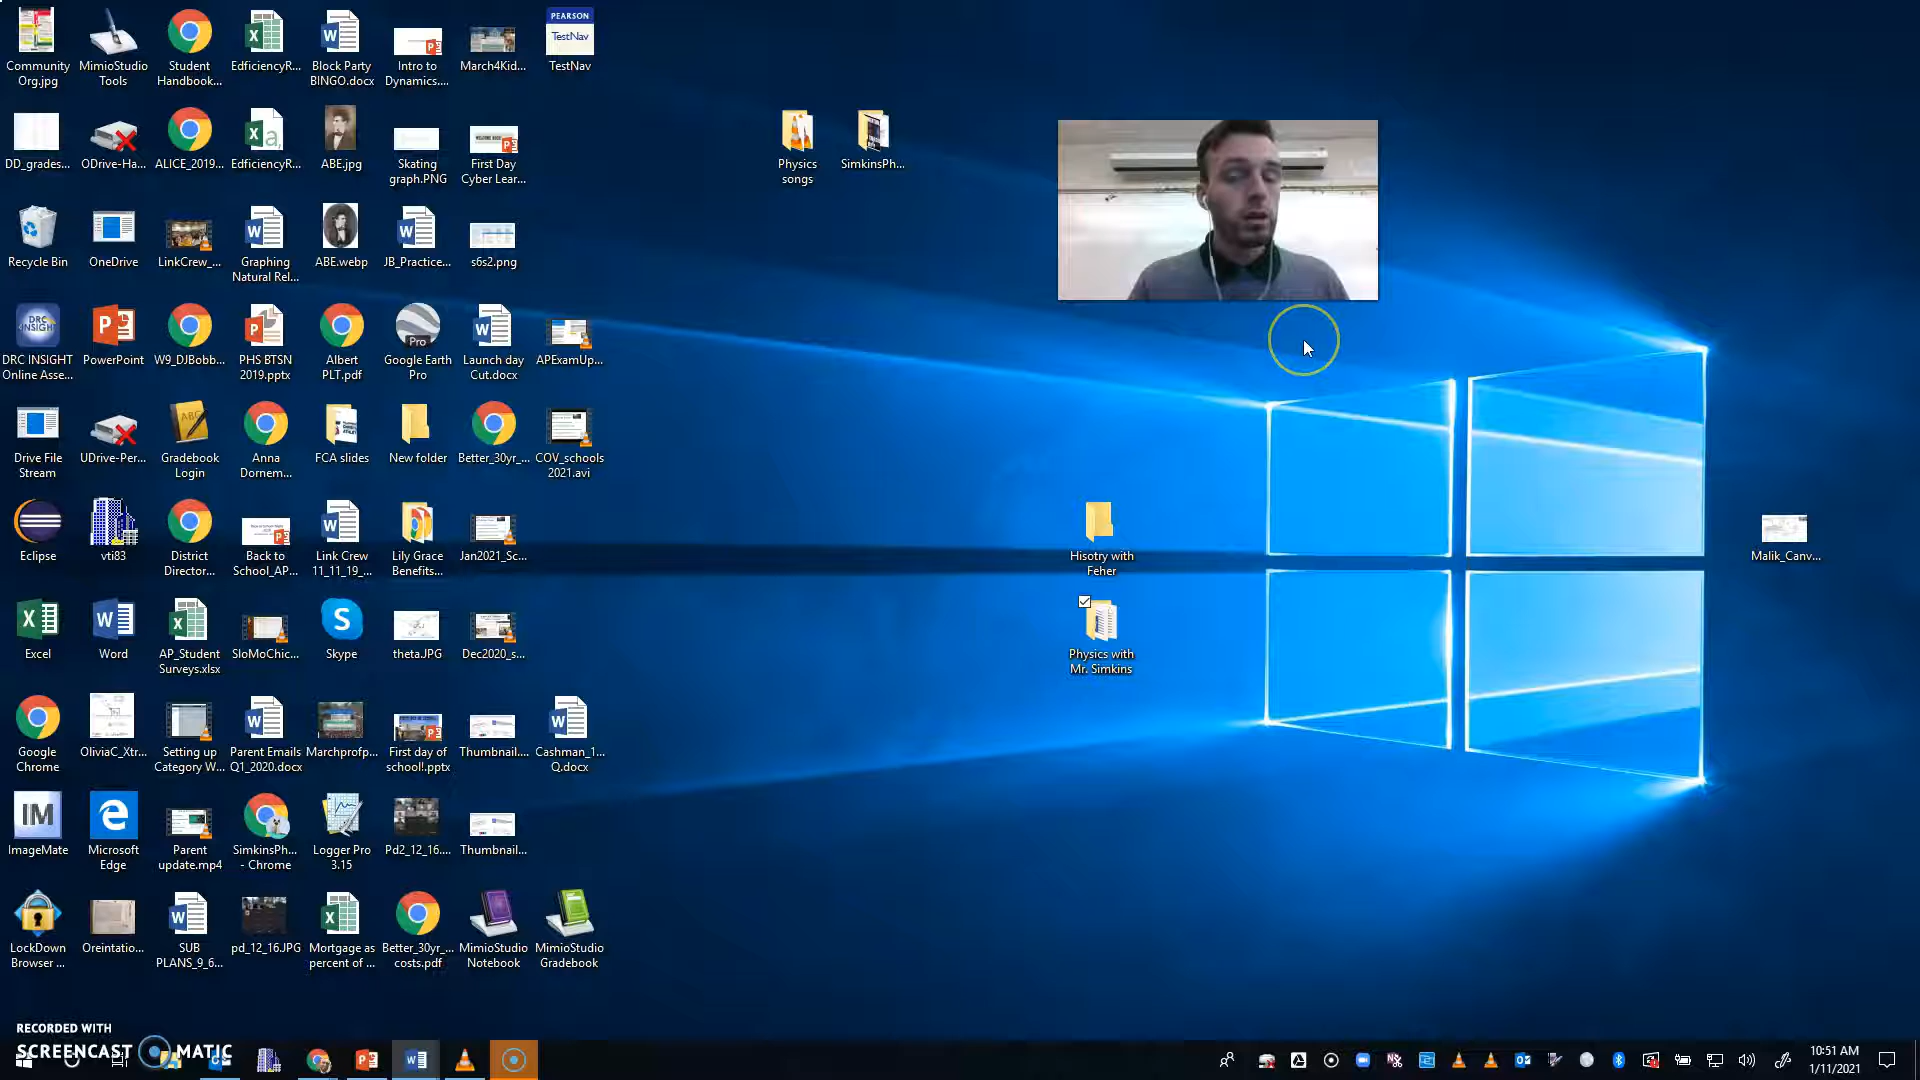 Community
Org.jpg
MimioStudio
Tools
Student
Handbook...
EdficiencyR...
Block Party
BINGO.docx
Intro to
Dynamics....
March4Kid...
PEARSON
TestNav
TestNav
DD_grades...
ODrive-Ha...
ALICE_2019...
EdficiencyR...
ABE.jpg
Skating
graph.PNG
First Day
Cyber Lear...
Physics
songs
SimkinsPh...
Recycle Bin
OneDrive
LinkCrew_...
Graphing
Natural Rel...
ABE.webp
JB_Practice...
s6s2.png
DRC
INSIGHT
DRC INSIGHT
Online Asse...
PowerPoint
W9_DJBobb...
PHS BTSN
2019.pptx
Albert
PLT.pdf
Pro
Google Earth
Pro
Launch day
Cut.docx
APExamUp...
Drive File
Stream
UDrive-Per...
ABC
Gradebook
Login
Anna
Dornem...
FCA slides
New folder
Better_30yr_...
COV_schools
2021.avi
Eclipse
vti83
District
Director...
Back to
School_AP...
Link Crew
11_11_19_...
Lily Grace
Benefits...
Jan2021_Sc...
Hisotry with
Feher
Malik_Canv...
Excel
Word
AP_Student
Surveys.xlsx
SloMoChic...
Skype
theta.JPG
Dec2020_s...
Physics with
Mr. Simkins
Google
Chrome
OliviaC_Xtr...
Setting up
Category W...
Parent Emails
Q1_2020.docx
Marchprofp...
First day of
school!.pptx
Thumbnail....
Cashman_1...
Q.docx
IM
ImageMate
Microsoft
Edge
Parent
update.mp4
SimkinsPh...
- Chrome
Logger Pro
3.15
Pd2_12_16....
Thumbnail...
LockDown
Browser ...
Oreintatio...
SUB
PLANS_9_6...
pd_12_16.JPG
Mortgage as
percent of ...
Better_30yr_...
costs.pdf
MimioStudio
Notebook
MimioStudio
Gradebook
RECORDED WITH
SCREENCAST MATIC
10:51 AM
1/11/2021